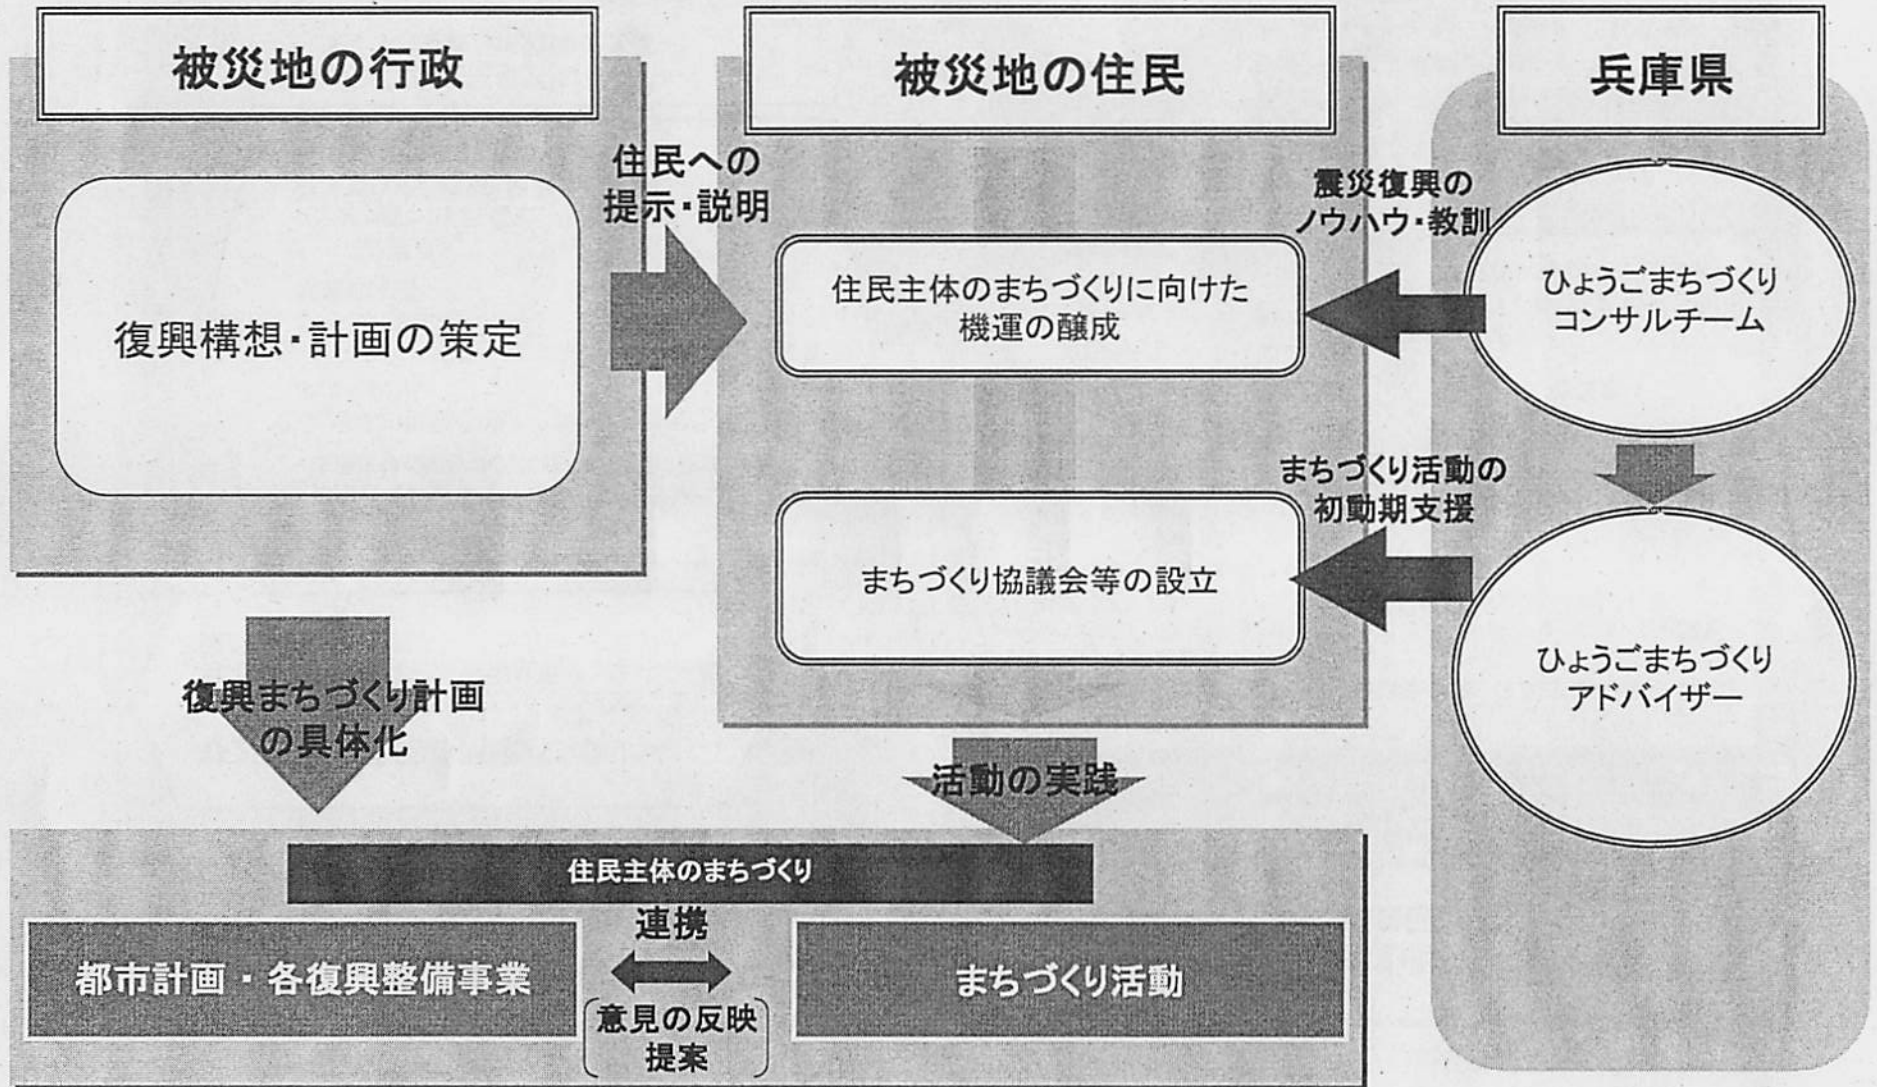 被災地の行政
被災地の住民
兵庫県
住民への
提示・説明
復興構想・計画の策定
震災復興の
ノウハウ・教訓
住民主体のまちづくりに向けた
機運の醸成
ひょうごまちづくり
コンサルチーム
まちづくり活動の
初動期支援
まちづくり協議会等の設立
ひょうごまちづくり
アドバイザー
復興まちづくり計画
の具体化
活動の実践
住民主体のまちづくり
連携
都市計画・各復興整備事業
まちづくり活動
意見の反映
提案